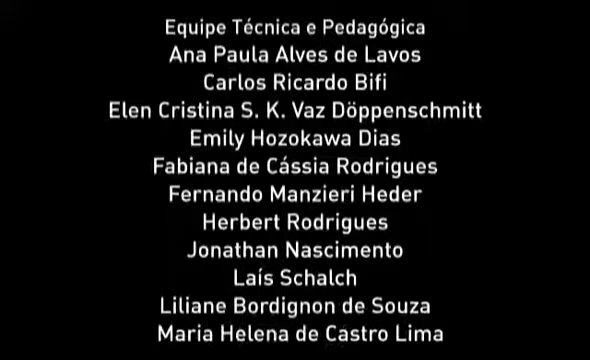 Equipe Técnica e Pedagógica
Ana Paula Alves de Lavos
Carlos Ricardo Bifi
Elen Cristina S. K. Vaz Döppenschmitt
Emily Hozokawa Dias
Fabiana de Cássia Rodrigues
Fernando Manzieri Heder
Herbert Rodrigues
Jonathan Nascimento
Laís Schalch
Liliane Bordignon de Souza
Maria Helena de Castro Lima